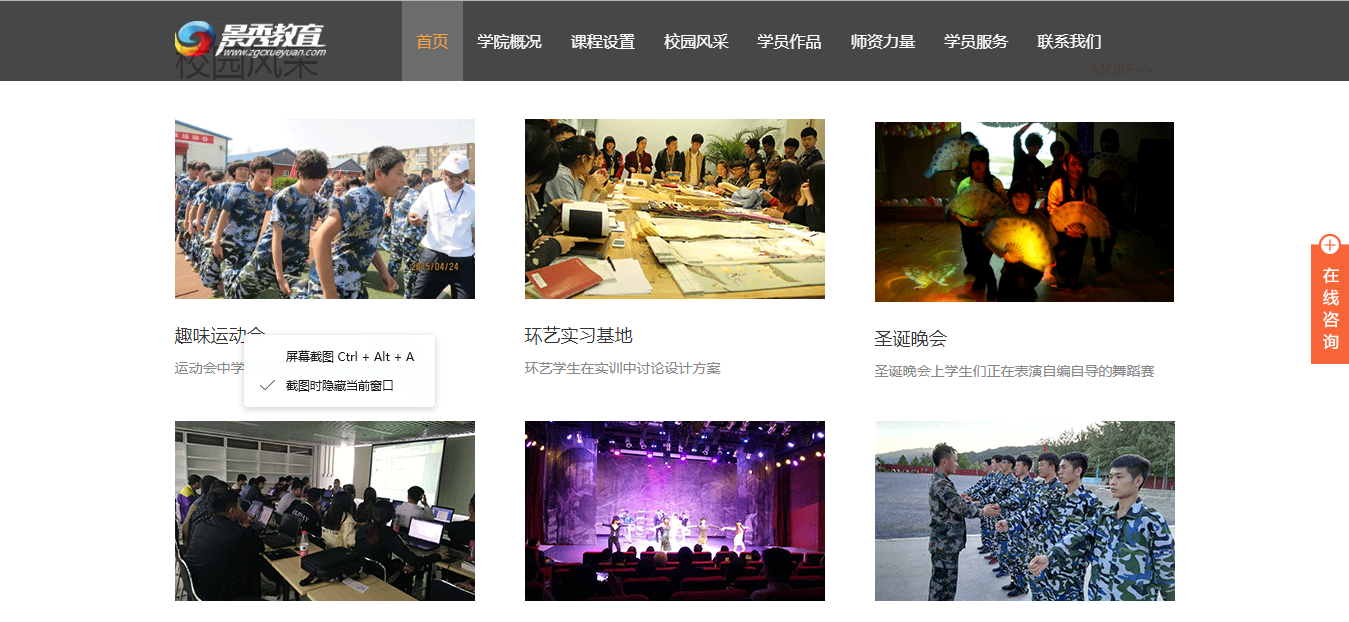 景秀教育
www.zgcxueyuan.com
首页 学院概况 课程设置 校园风采 学员作品 师资力量 学员服务 联系我们
校园风采
MORE>>
运动会
2015/04/24
趣味运动会
环艺实习基地
圣诞晚会
运动会中学
环艺学生在实训中讨论设计方案
圣诞晚会上学生们正在表演自编自导的舞蹈赛
屏幕截图 Ctrl + Alt + A
截图时隐藏当前窗口
在线咨询